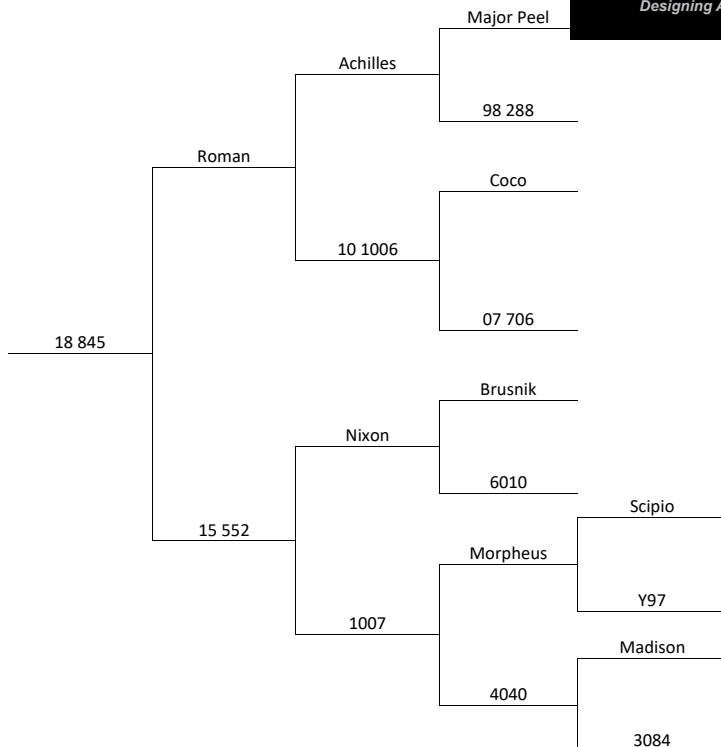 Designing
Major Peel
Achilles
98 288
Roman
Coco
10 1006
07 706
18 845
Brusnik
Nixon
6010
Scipio
15 552
Morpheus
Y97
1007
Madison
4040
3084